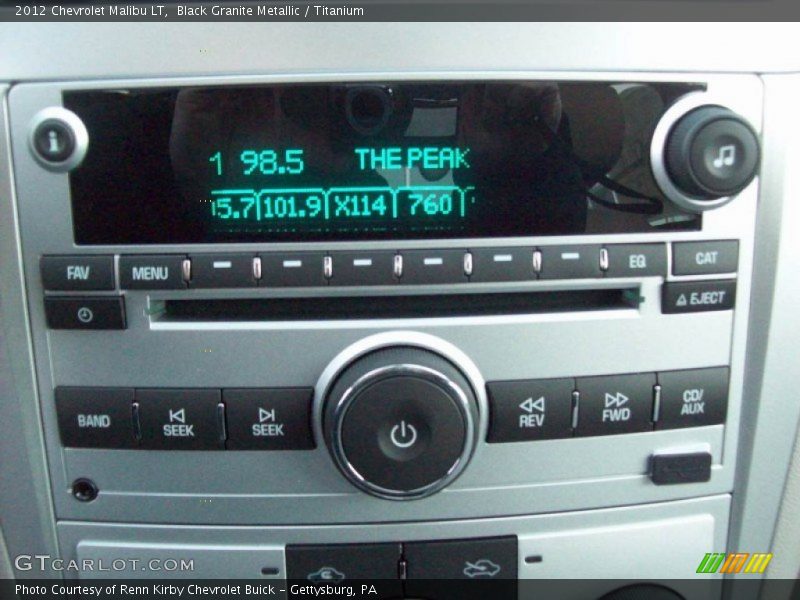 2012 Chevrolet Malibu LT, Black Granite Metallic / Titanium
1 98.5 THE PEAK
15.7 101.9 X114 760
FAV MENU EQ CAT
EJECT
BAND SEEK SEEK REV FWD CD/
AUX
GTCARLOT.COM
Photo Courtesy of Renn Kirby Chevrolet Buick - Gettysburg, PA